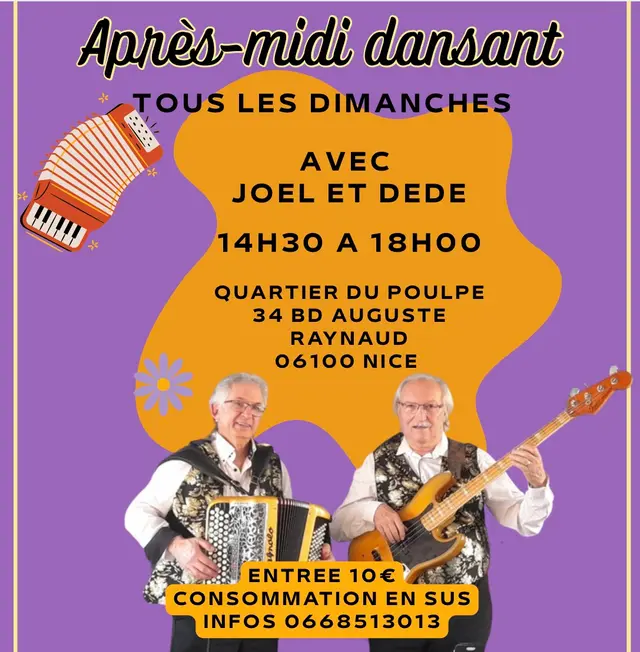 Après-midi dansant
TOUS LES DIMANCHES
AVEC
JOEL ET DEDE
14H30 A 18H00
QUARTIER DU POULPE
34 BD AUGUSTE
RAYNAUD
06100 NICE
ENTREE 10€
CONSOMMATION EN SUS
INFOS 0668513013